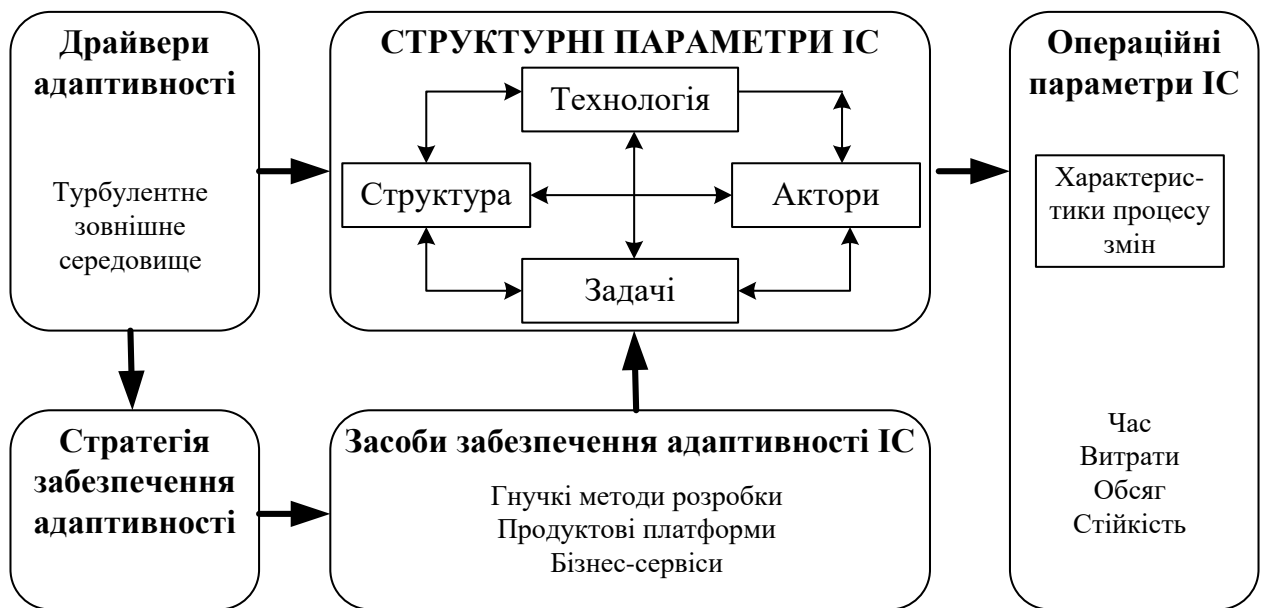 Драйвери
адаптивності
Турбулентне
зовнішне
середовище
СТРУКТУРНІ ПАРАМЕТРИ ІС
Технологія
Структура
Актори
Задачі
Операційні
параметри ІС
Характерис-
тики процесу
змін
Час
Витрати
Обсяг
Стійкість
Стратегія
забезпечення
адаптивності
Засоби забезпечення адаптивності ІС
Гнучкі методи розробки
Продуктові платформи
Бізнес-сервіси